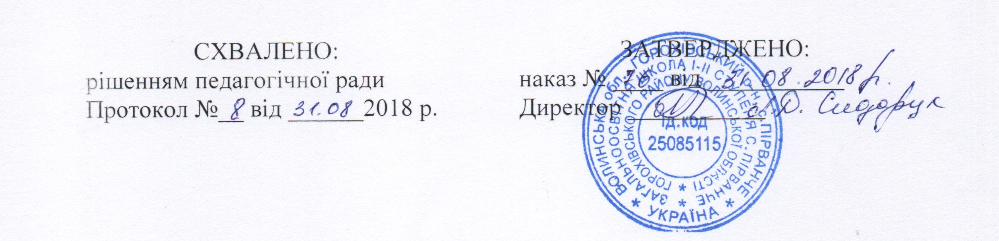 СХВАЛЕНО:
рішенням педагогічної ради
Протокол № 8 від 31.08 2018 р.
ЗАТВЕРДЖЕНО:
наказ № 76 від 31.08.2018 р.
Директор Л.Д. Сидорук
ВОЛИНСЬКА обл., ГОРОХІВСЬКИЙ р-н, с.ПІРВАНЧЕ
* УКРАЇНА *
ЗАГАЛЬНООСВІТНЯ ШКОЛА І-ІІ СТУПЕНЯ С. ПІРВАНЧЕ *
ГОРОХІВСЬКОГО РАЙОНУ ВОЛИНСЬКОЇ ОБЛАСТІ *
Ід.код
25085115